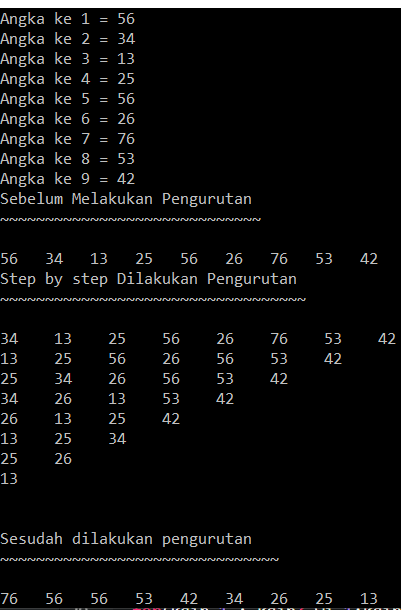 Angka ke 1 = 56
Angka ke 2 = 34
Angka ke 3 = 13
Angka ke 4 = 25
Angka ke 5 = 56
Angka ke 6 = 26
Angka ke 7 = 76
Angka ke 8 = 53
Angka ke 9 = 42
Sebelum Melakukan Pengurutan
~~~~~~~~~~~~~~~~~~~~~~~~~~~~~
56 34 13 25 56 26 76 53 42
Step by step Dilakukan Pengurutan
~~~~~~~~~~~~~~~~~~~~~~~~~~~~~~~~~~
34 13 25 56 26 76 53 42
13 25 56 26 56 53 42
25 34 26 56 53 42
34 26 13 53 42
26 13 25 42
13 25 34
25 26
13
Sesudah dilakukan pengurutan
~~~~~~~~~~~~~~~~~~~~~~~~~~~~~~~
76 56 56 53 42 34 26 25 13